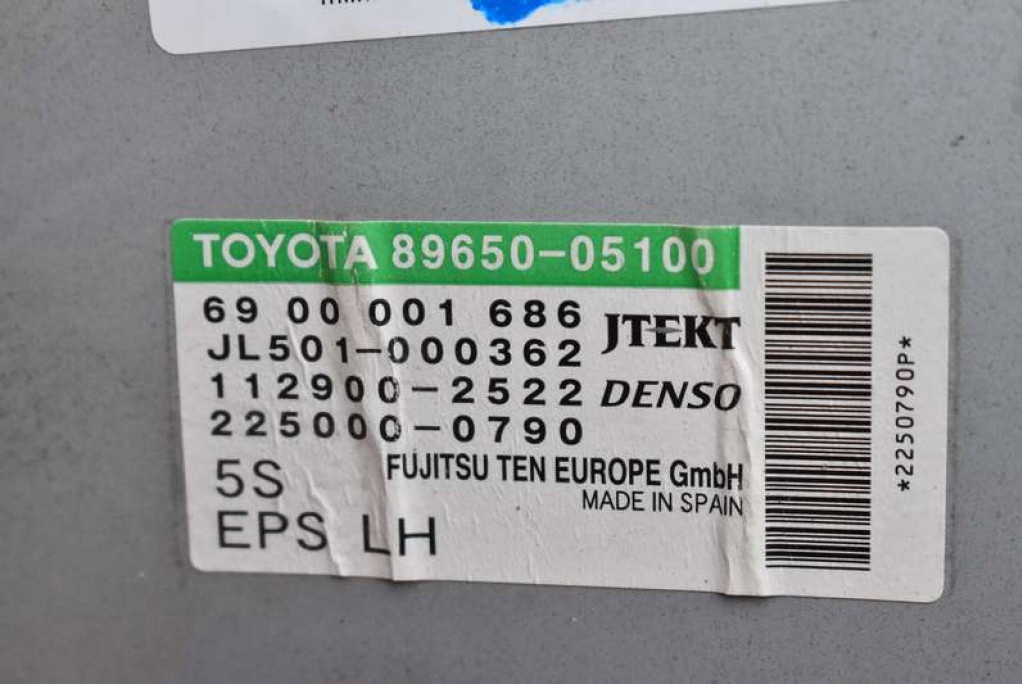 TOYOTA 89650-05100
69 00 001 686
JL501-000362 JTEKT
112900-2522 DENSO
225000-0790
5S FUJITSU TEN EUROPE GmbH
MADE IN SPAIN
EPS LH
*2250790P*